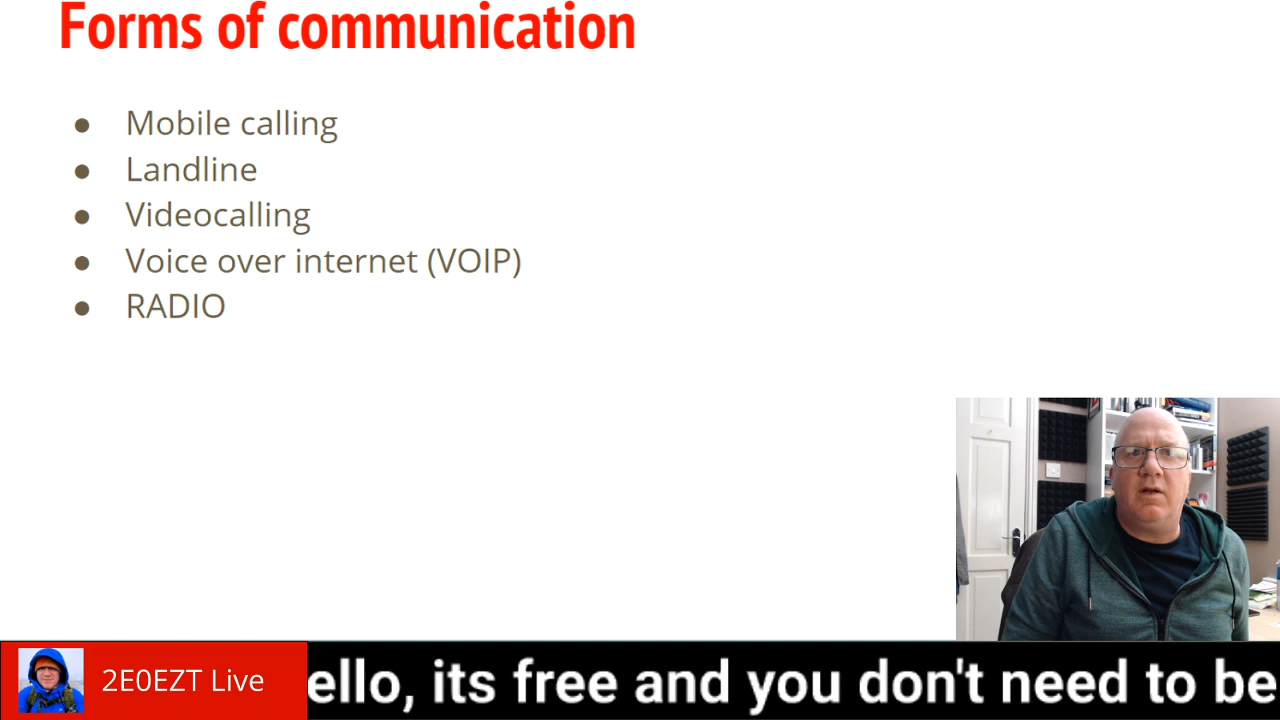 Forms of communication
● Mobile calling
● Landline
● Videocalling
● Voice over internet (VOIP)
● RADIO
2E0EZT Live
ello, its free and you don't need to be